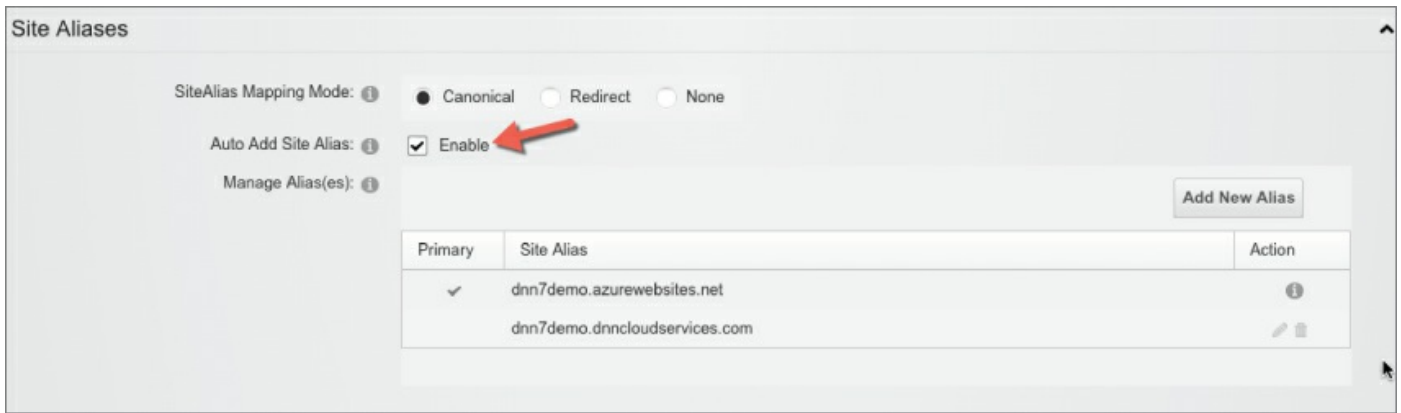 Site Aliases
SiteAlias Mapping Mode: Canonical Redirect None
Auto Add Site Alias: Enable
Manage Alias(es):
Add New Alias
Primary Site Alias Action
dnn7demo.azurewebsites.net
dnn7demo.dnncloudservices.com